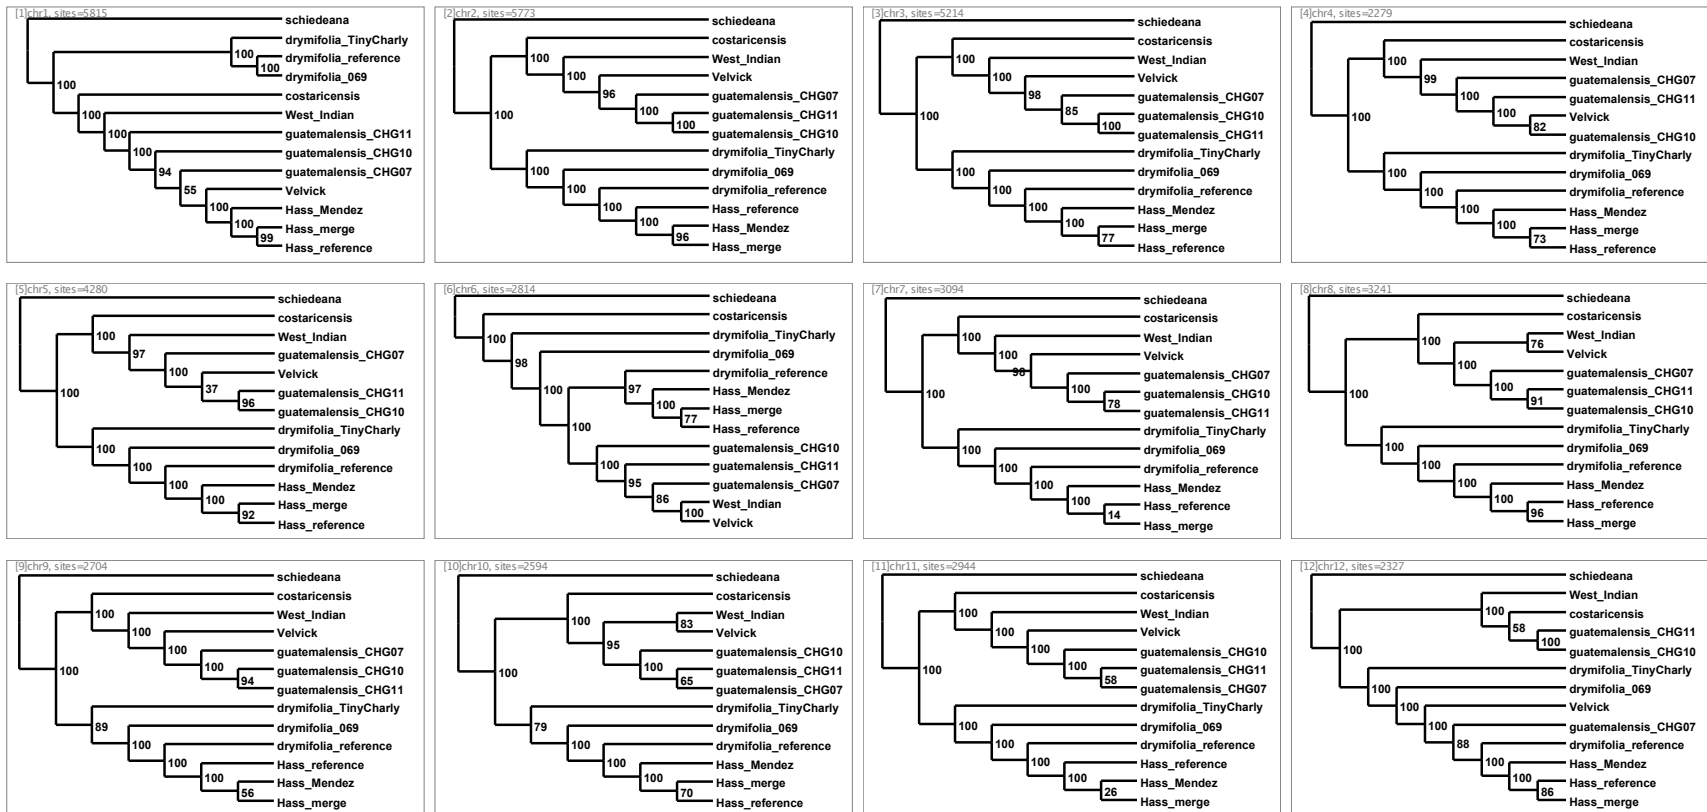 [1]chr1, sites=5815
schiedeana
drymifolia_TinyCharly
100
drymifolia_reference
100
drymifolia_069
100
costaricensis
100
West_Indian
100
guatemalensis_CHG11
100
guatemalensis_CHG10
94
guatemalensis_CHG07
55
Velvick
100
Hass_Mendez
100
Hass_merge
99
Hass_reference
[2]chr2, sites=5773
schiedeana
costaricensis
100
West_Indian
100
Velvick
96
guatemalensis_CHG07
100
guatemalensis_CHG11
100
guatemalensis_CHG10
100
drymifolia_TinyCharly
100
drymifolia_069
100
drymifolia_reference
100
Hass_reference
100
Hass_Mendez
96
Hass_merge
[3]chr3, sites=5214
schiedeana
costaricensis
100
West_Indian
100
Velvick
98
guatemalensis_CHG07
85
guatemalensis_CHG10
100
guatemalensis_CHG11
100
drymifolia_TinyCharly
100
drymifolia_069
100
drymifolia_reference
100
Hass_Mendez
100
Hass_merge
77
Hass_reference
[4]chr4, sites=2279
schiedeana
costaricensis
100
West_Indian
99
guatemalensis_CHG07
100
guatemalensis_CHG11
100
Velvick
82
guatemalensis_CHG10
100
drymifolia_TinyCharly
100
drymifolia_069
100
drymifolia_reference
100
Hass_Mendez
100
Hass_merge
73
Hass_reference
[5]chr5, sites=4280
schiedeana
costaricensis
100
West_Indian
97
guatemalensis_CHG07
100
Velvick
37
guatemalensis_CHG11
96
guatemalensis_CHG10
100
drymifolia_TinyCharly
100
drymifolia_069
100
drymifolia_reference
100
Hass_Mendez
100
Hass_merge
92
Hass_reference
[6]chr6, sites=2814
schiedeana
costaricensis
100
drymifolia_TinyCharly
98
drymifolia_069
100
drymifolia_reference
97
Hass_Mendez
100
Hass_merge
77
Hass_reference
100
guatemalensis_CHG10
100
guatemalensis_CHG11
95
guatemalensis_CHG07
86
West_Indian
100
Velvick
[7]chr7, sites=3094
schiedeana
costaricensis
100
West_Indian
100
Velvick
98
guatemalensis_CHG07
100
guatemalensis_CHG10
78
guatemalensis_CHG11
100
drymifolia_TinyCharly
100
drymifolia_069
100
drymifolia_reference
100
Hass_Mendez
100
Hass_reference
14
Hass_merge
[8]chr8, sites=3241
schiedeana
costaricensis
100
West_Indian
76
Velvick
100
guatemalensis_CHG07
100
guatemalensis_CHG11
91
guatemalensis_CHG10
100
drymifolia_TinyCharly
100
drymifolia_069
100
drymifolia_reference
100
Hass_Mendez
100
Hass_reference
96
Hass_merge
[9]chr9, sites=2704
schiedeana
costaricensis
100
West_Indian
100
Velvick
100
guatemalensis_CHG07
100
guatemalensis_CHG10
94
guatemalensis_CHG11
100
drymifolia_TinyCharly
89
drymifolia_069
100
drymifolia_reference
100
Hass_reference
100
Hass_Mendez
56
Hass_merge
[10]chr10, sites=2594
schiedeana
costaricensis
100
West_Indian
83
Velvick
95
guatemalensis_CHG10
100
guatemalensis_CHG11
65
guatemalensis_CHG07
100
drymifolia_TinyCharly
79
drymifolia_069
100
drymifolia_reference
100
Hass_Mendez
100
Hass_merge
70
Hass_reference
[11]chr11, sites=2944
schiedeana
costaricensis
100
West_Indian
100
Velvick
100
guatemalensis_CHG10
100
guatemalensis_CHG11
58
guatemalensis_CHG07
100
drymifolia_TinyCharly
100
drymifolia_069
100
drymifolia_reference
100
Hass_reference
100
Hass_Mendez
26
Hass_merge
[12]chr12, sites=2327
schiedeana
West_Indian
100
costaricensis
58
guatemalensis_CHG11
100
guatemalensis_CHG10
100
drymifolia_TinyCharly
100
drymifolia_069
100
Velvick
100
guatemalensis_CHG07
88
drymifolia_reference
100
Hass_Mendez
100
Hass_reference
86
Hass_merge